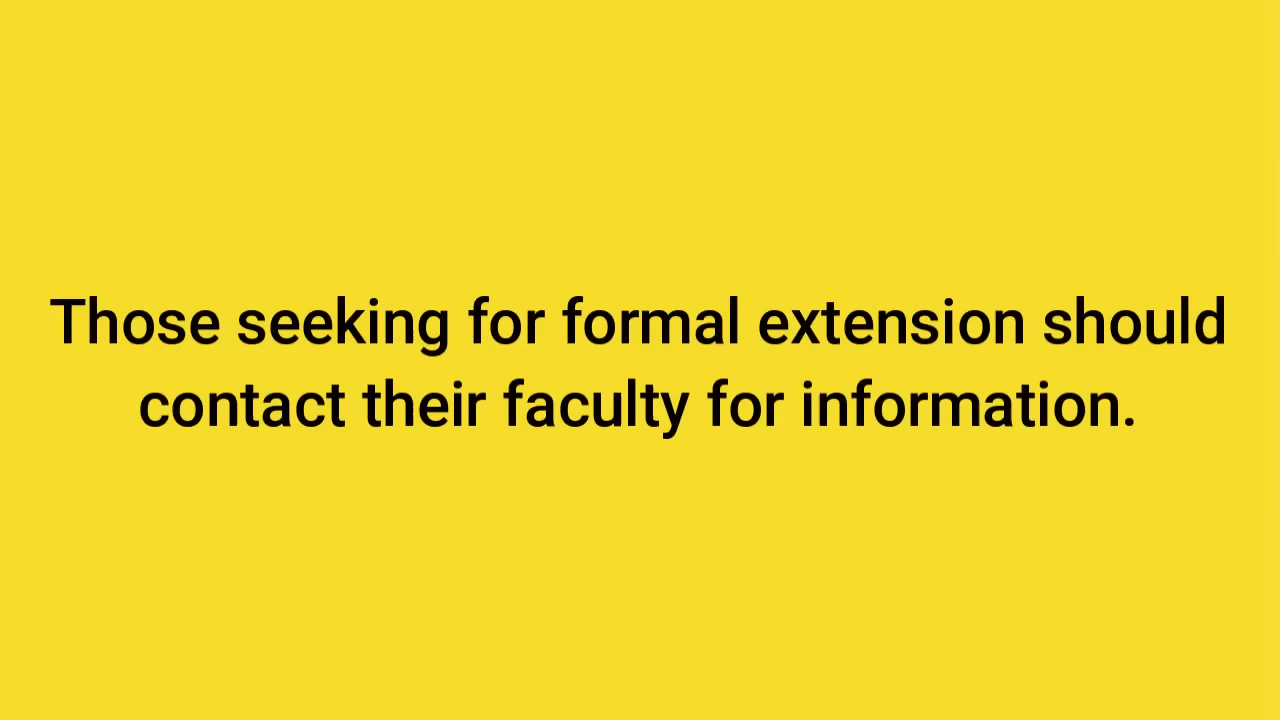 Those seeking for formal extension should
contact their faculty for information.